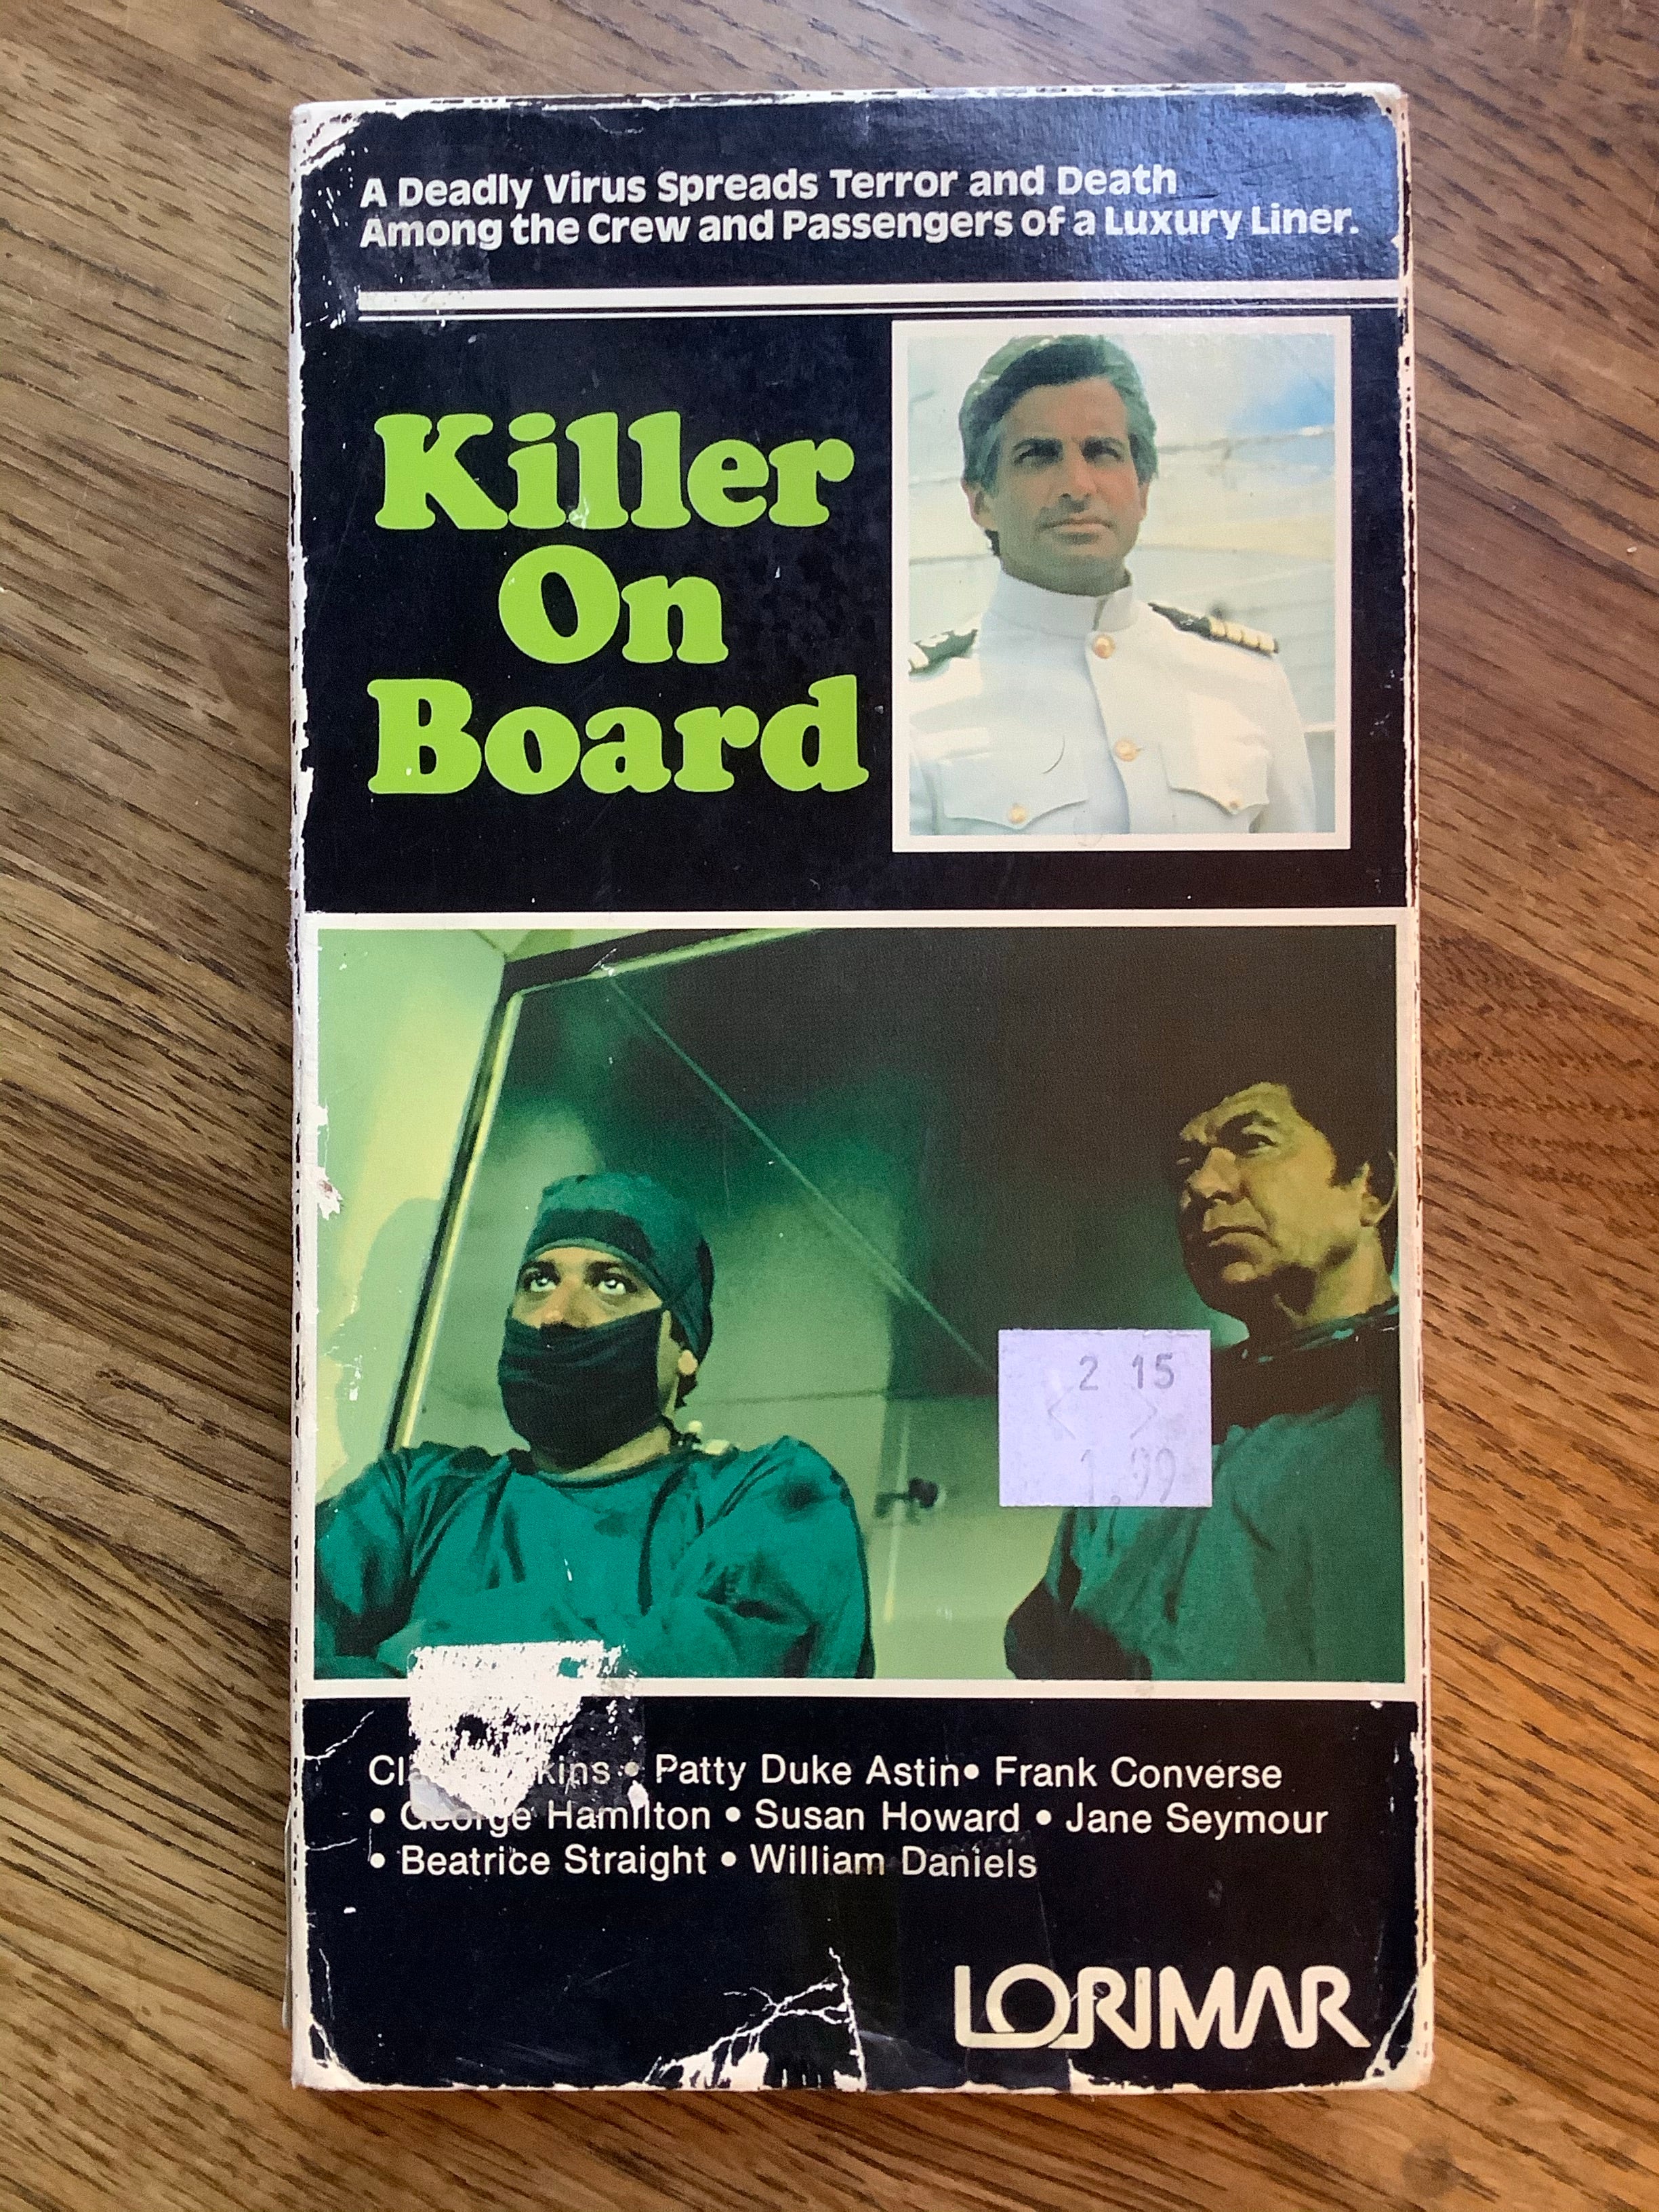 A Deadly Virus Spreads Terror and Death
Among the Crew and Passengers of a Luxury Liner.
Killer
On
Board
2 15
1.99
• Patty Duke Astin• Frank Converse
• George Hamilton • Susan Howard • Jane Seymour
• Beatrice Straight • William Daniels
LORIMAR